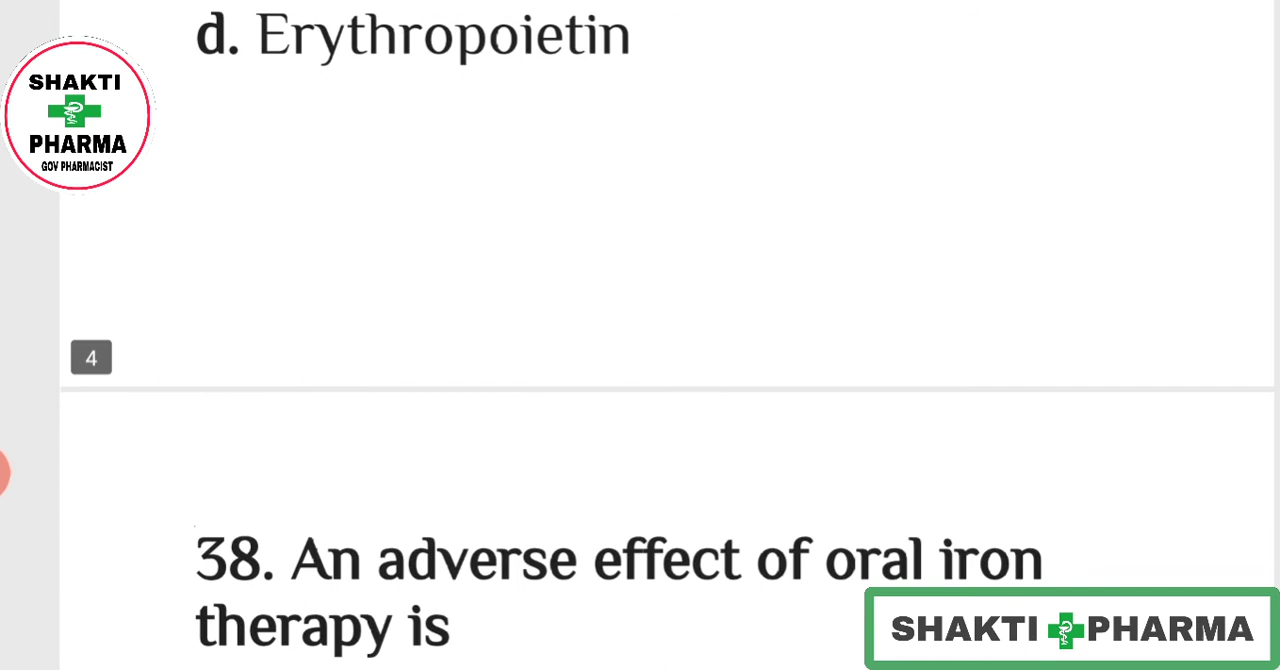 d. Erythropoietin
SHAKTI
PHARMA
GOV PHARMACIST
4
38. An adverse effect of oral iron
therapy is
SHAKTI PHARMA